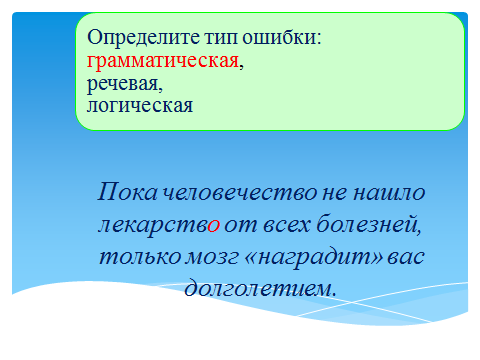 Определите тип ошибки:
грамматическая,
речевая,
логическая
Пока человечество не нашло
лекарство от всех болезней,
только мозг «наградит» вас
долголетием.